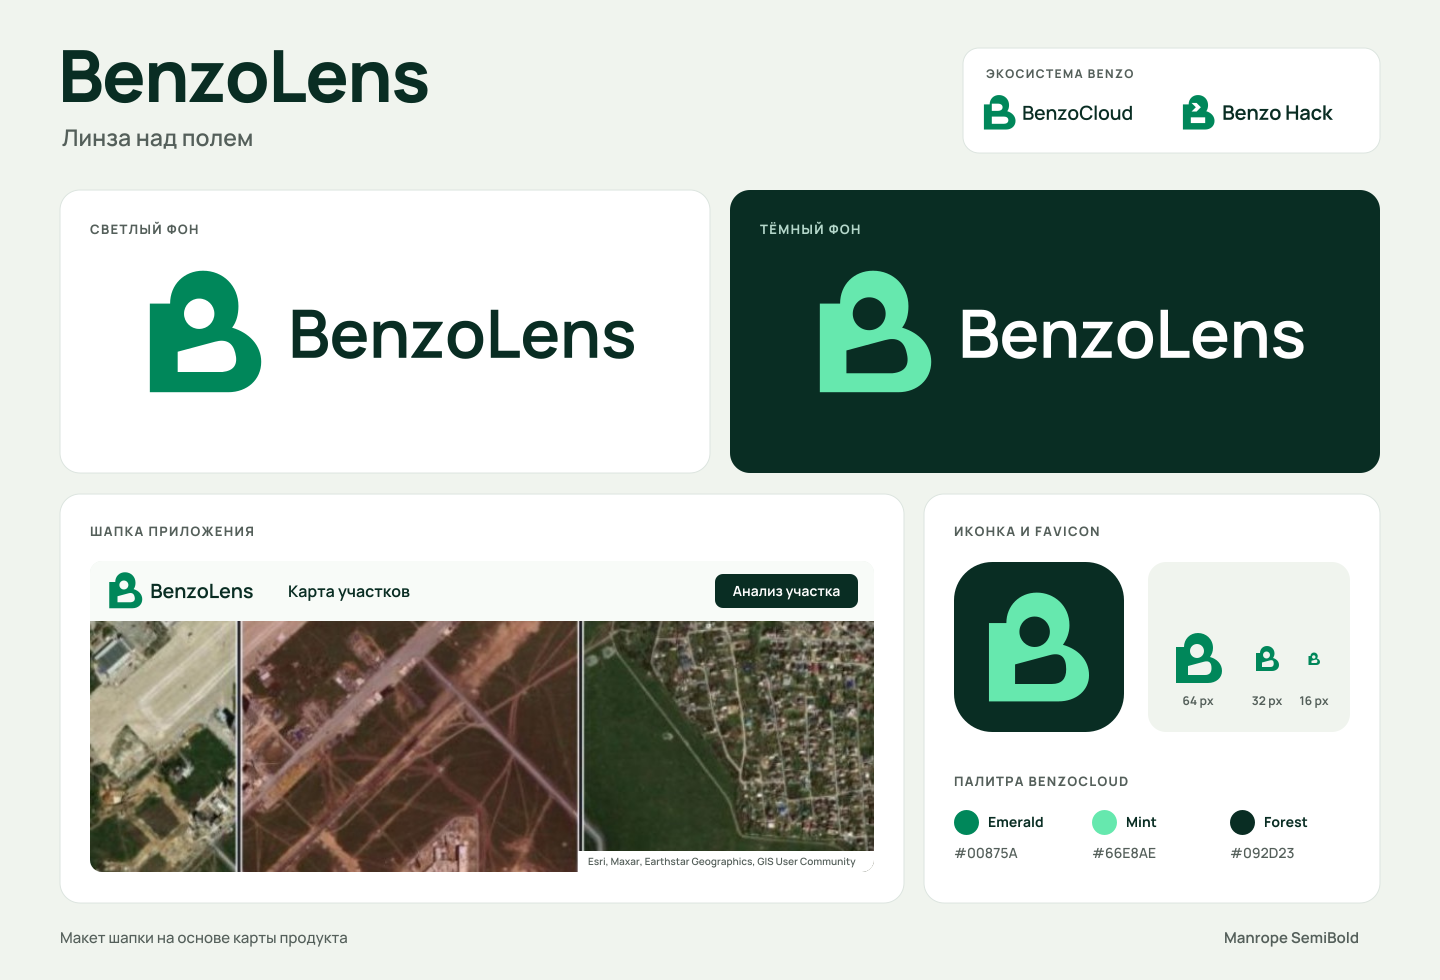 BenzoLens
Линза над полем
ЭКОСИСТЕМА BENZO
BenzoCloud
Benzo Hack
СВЕТЛЫЙ ФОН
BenzoLens
ТЁМНЫЙ ФОН
BenzoLens
ШАПКА ПРИЛОЖЕНИЯ
BenzoLens
Карта участков
Анализ участка
Esri, Maxar, Earthstar Geographics, GIS User Community
ИКОНКА И FAVICON
64 px
32 px
16 px
ПАЛИТРА BENZOCLOUD
Emerald
Mint
Forest
#00875A
#66E8AE
#092D23
Макет шапки на основе карты продукта
Manrope SemiBold